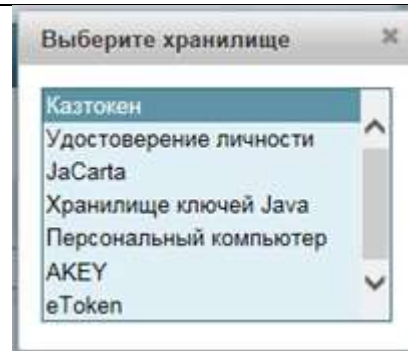 Выберите хранилище
Казтокен
Удостоверение личности
JaCarta
Хранилище ключей Java
Персональный компьютер
AKEY
eToken